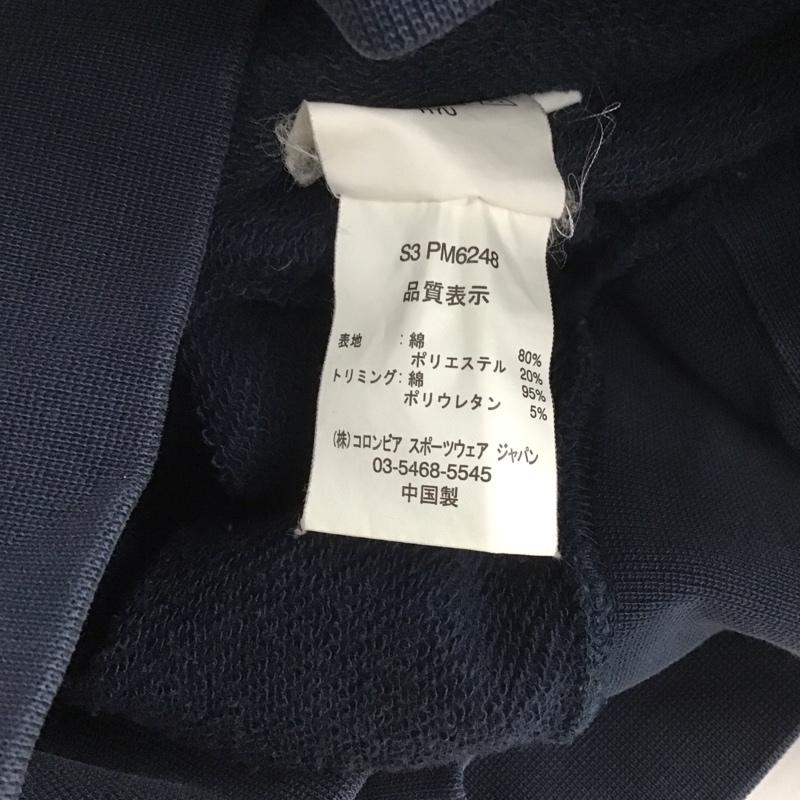 S3 PM6248
品質表示
表地 : 綿 80%
ポリエステル 20%
トリミング: 綿 95%
ポリウレタン 5%
(株)コロンビア スポーツウェア ジャパン
03-5468-5545
中国製